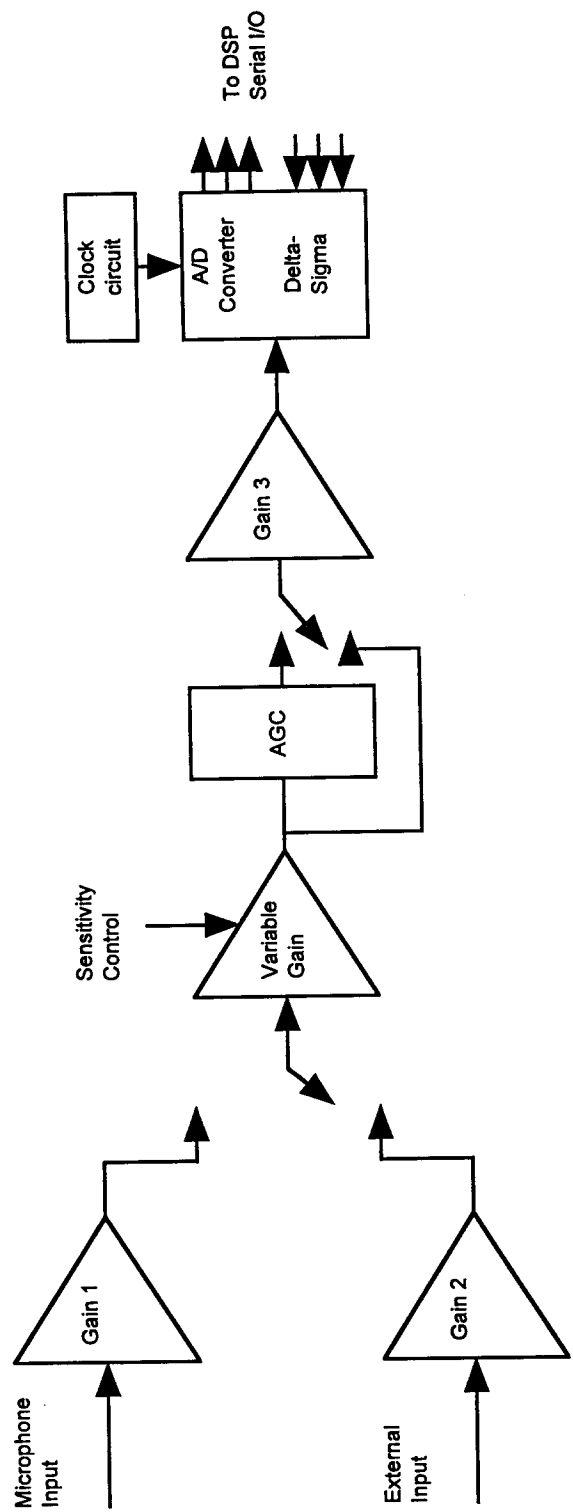 Microphone
Input
Gain 1
External
Input
Gain 2
Sensitivity
Control
Variable
Gain
AGC
Gain 3
Clock
circuit
A/D
Converter
Delta-
Sigma
To DSP
Serial I/O